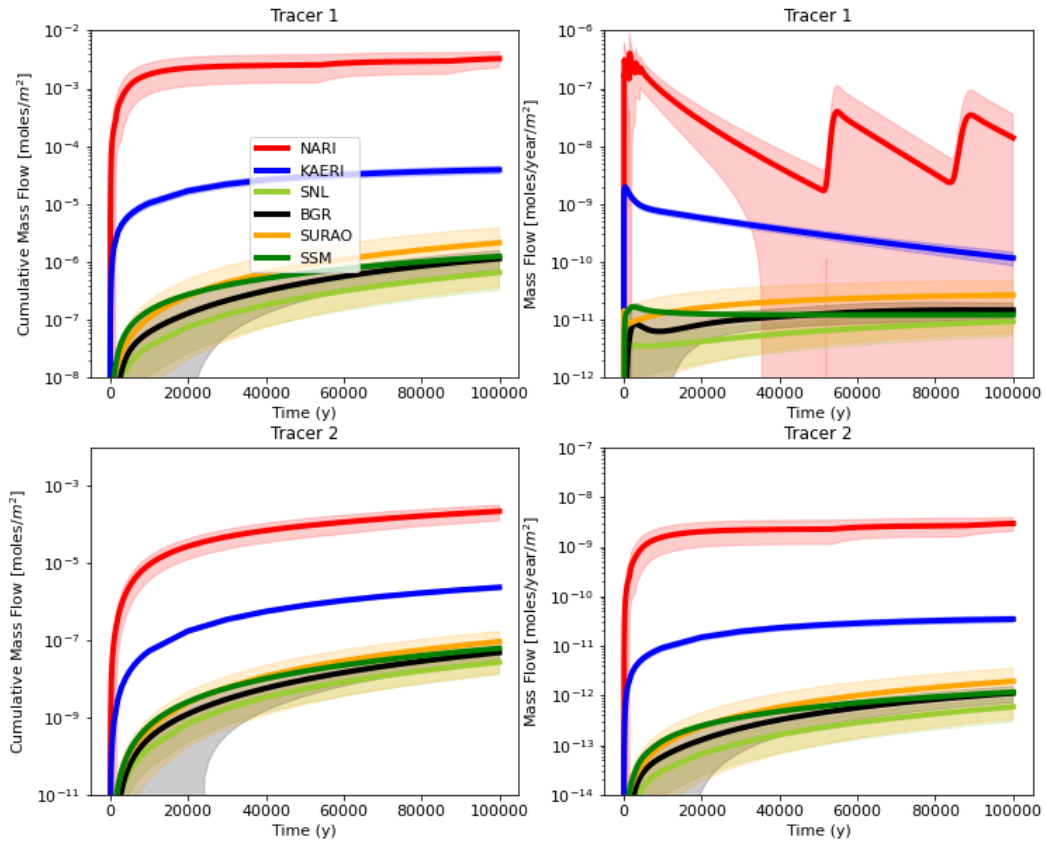 Tracer 1
Cumulative Mass Flow [moles/m²]
10⁻²
10⁻³
10⁻⁴
10⁻⁵
10⁻⁶
10⁻⁷
10⁻⁸
NARI
KAERI
SNL
BGR
SURAO
SSM
0 20000 40000 60000 80000 100000
Time (y)
Tracer 1
Mass Flow [moles/year/m²]
10⁻⁶
10⁻⁷
10⁻⁸
10⁻⁹
10⁻¹⁰
10⁻¹¹
10⁻¹²
0 20000 40000 60000 80000 100000
Time (y)
Tracer 2
Cumulative Mass Flow [moles/m²]
10⁻³
10⁻⁵
10⁻⁷
10⁻⁹
10⁻¹¹
0 20000 40000 60000 80000 100000
Time (y)
Tracer 2
Mass Flow [moles/year/m²]
10⁻⁷
10⁻⁸
10⁻⁹
10⁻¹⁰
10⁻¹¹
10⁻¹²
10⁻¹³
10⁻¹⁴
0 20000 40000 60000 80000 100000
Time (y)